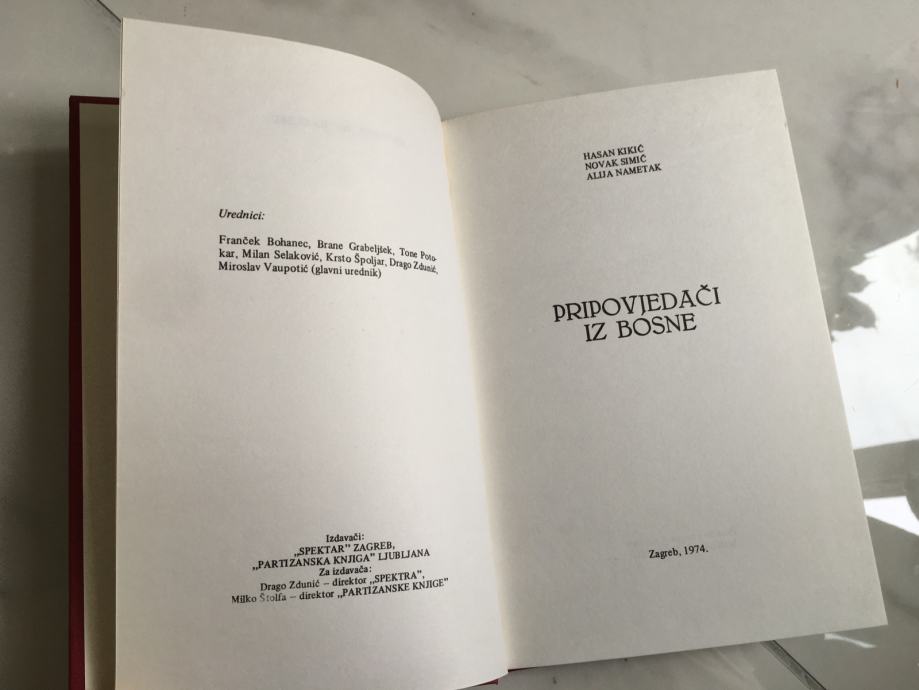 Urednici:
Franček Bohanec, Brane Grabeljšek, Tone Poto-
kar, Milan Selaković, Krsto Špoljar, Drago Zdunić,
Miroslav Vaupotić (glavni urednik)
Izdavači:
„SPEKTAR” ZAGREB,
„PARTIZANSKA KNJIGA” LJUBLJANA
Za izdavača:
Drago Zdunić – direktor „SPEKTRA”,
Milko Štolfa – direktor „PARTIZANSKE KNJIGE”
HASAN KIKIĆ
NOVAK SIMIĆ
ALIJA NAMETAK
PRIPOVJEDAČI
IZ BOSNE
Zagreb, 1974.